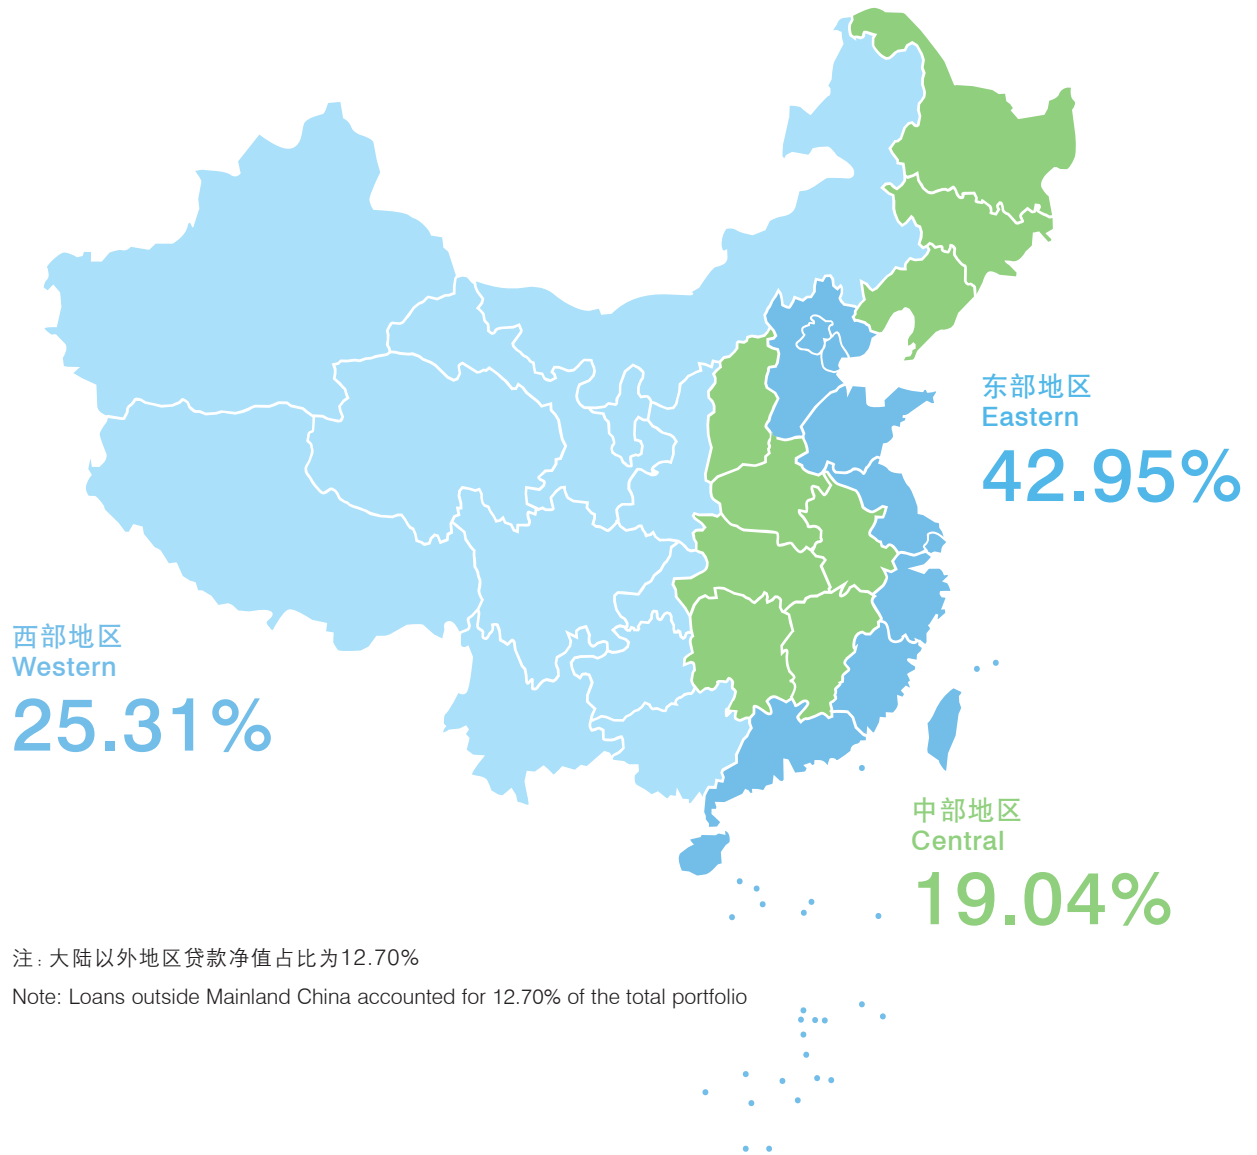 东部地区
Eastern
42.95%
西部地区
Western
25.31%
中部地区
Central
19.04%
注: 大陆以外地区贷款净值占比为12.70%
Note: Loans outside Mainland China accounted for 12.70% of the total portfolio